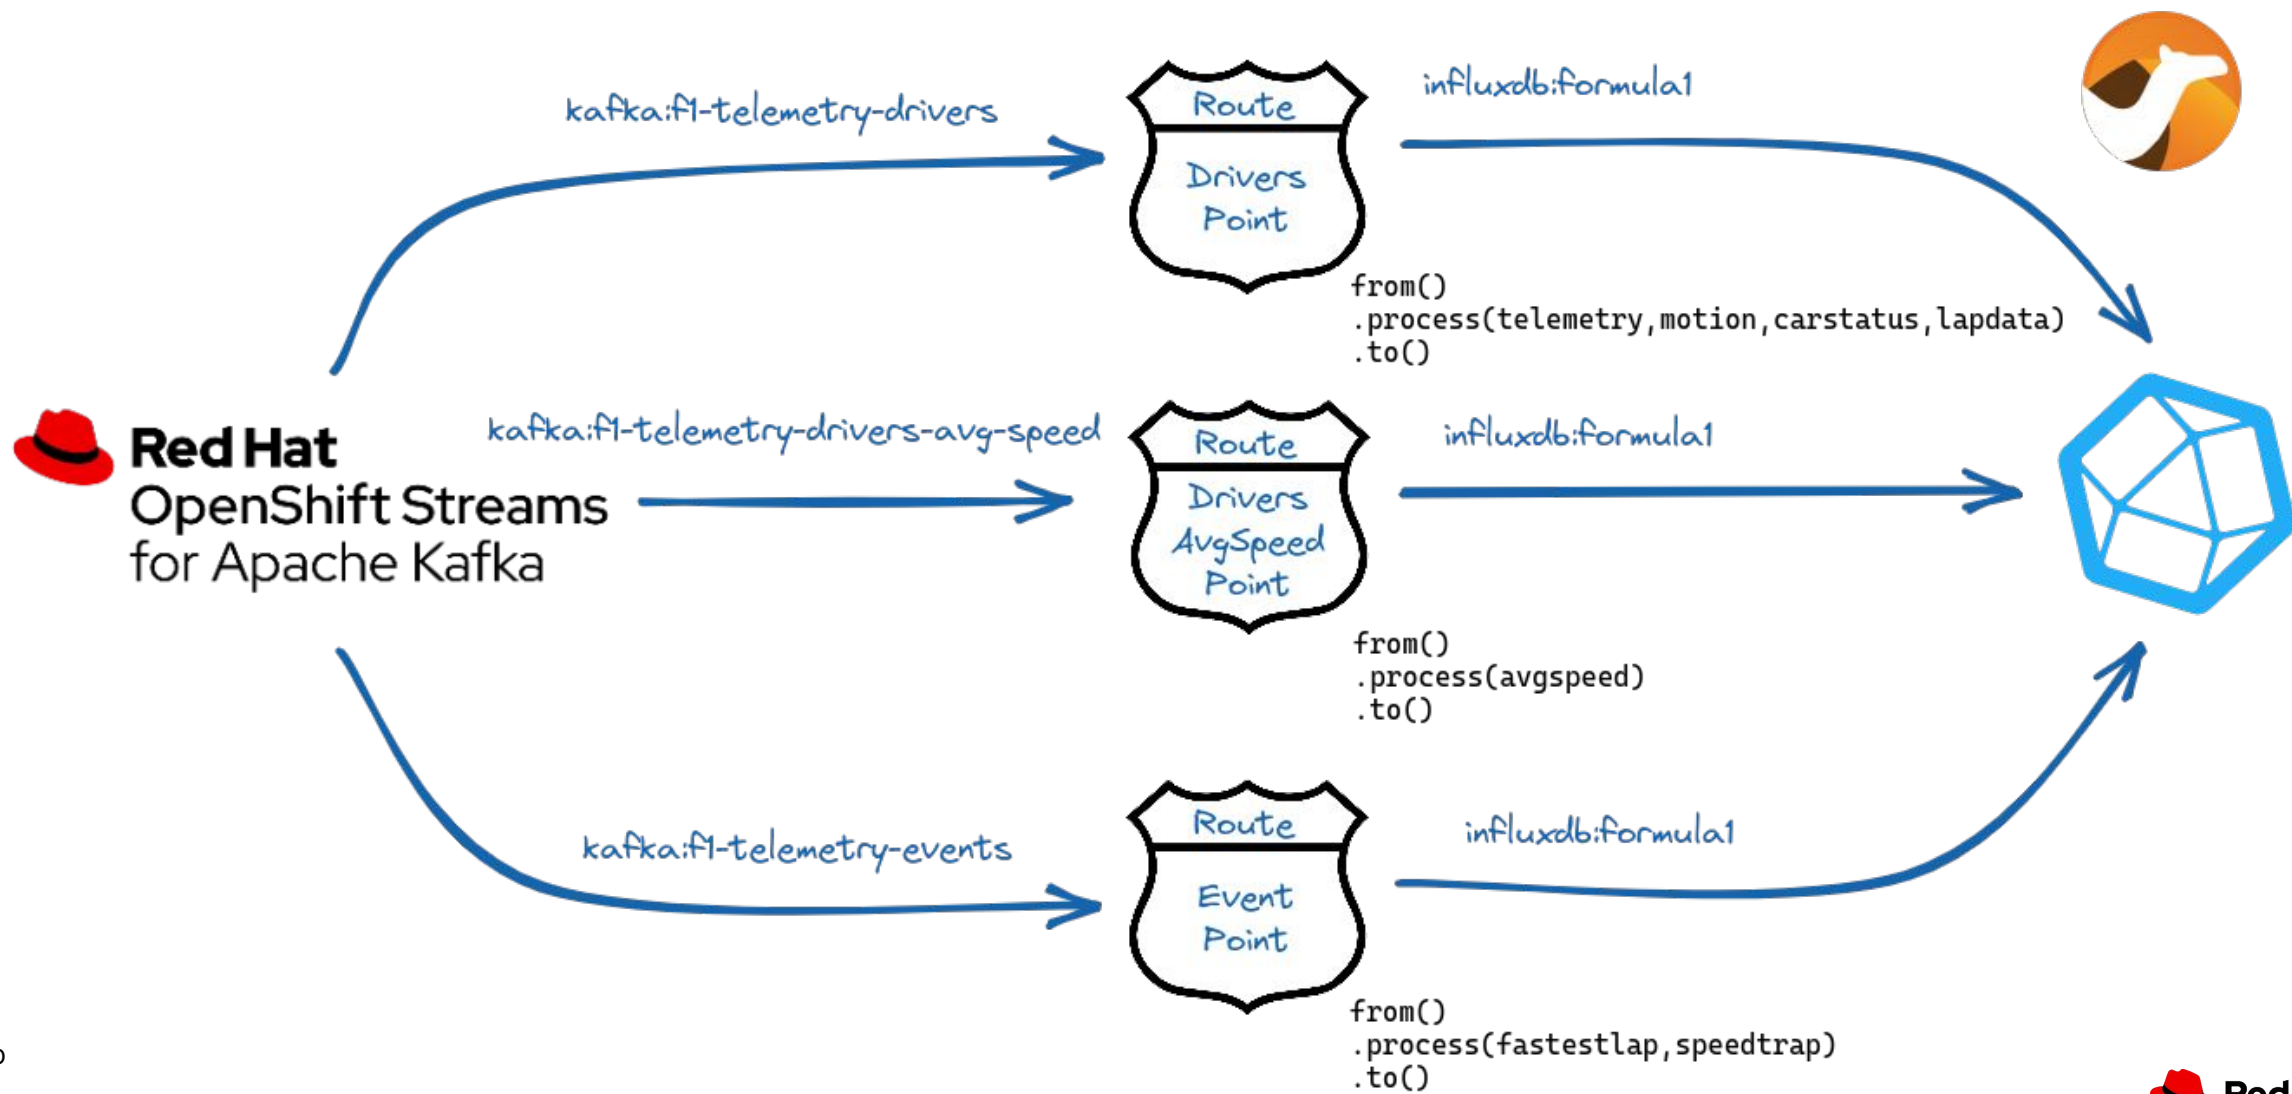 kafka:f1-telemetry-drivers
Route
Drivers
Point
influxdb:formula1
from()
.process(telemetry,motion,carstatus,lapdata)
.to()
Red Hat
OpenShift Streams
for Apache Kafka
kafka:f1-telemetry-drivers-avg-speed
Route
Drivers
AvgSpeed
Point
influxdb:formula1
from()
.process(avgspeed)
.to()
kafka:f1-telemetry-events
Route
Event
Point
influxdb:formula1
from()
.process(fastestlap,speedtrap)
.to()